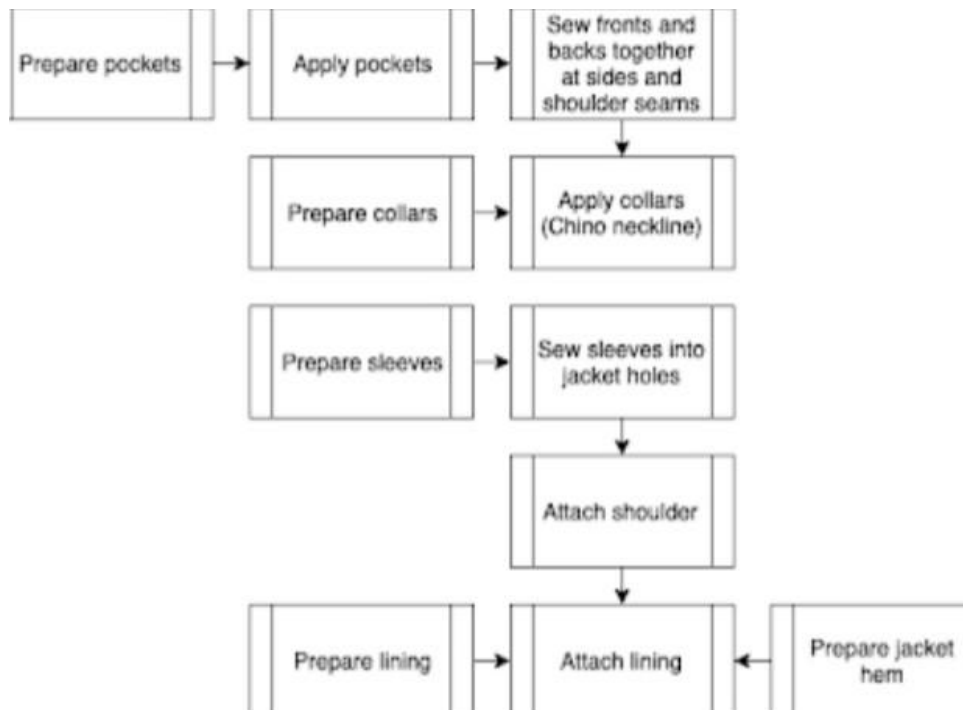 Prepare pockets
Apply pockets
Sew fronts and
backs together
at sides and
shoulder seams
Prepare collars
Apply collars
(Chino neckline)
Prepare sleeves
Sew sleeves into
jacket holes
Attach shoulder
Prepare lining
Attach lining
Prepare jacket
hem